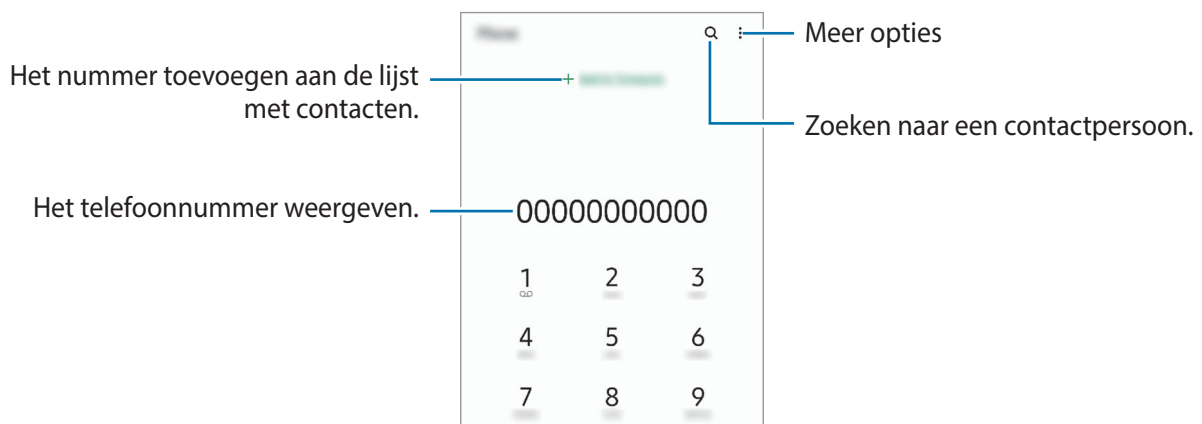 Meer opties
Het nummer toevoegen aan de lijst
met contacten.
Zoeken naar een contactpersoon.
Het telefoonnummer weergeven.
00000000000
1 2 3
4 5 6
7 8 9